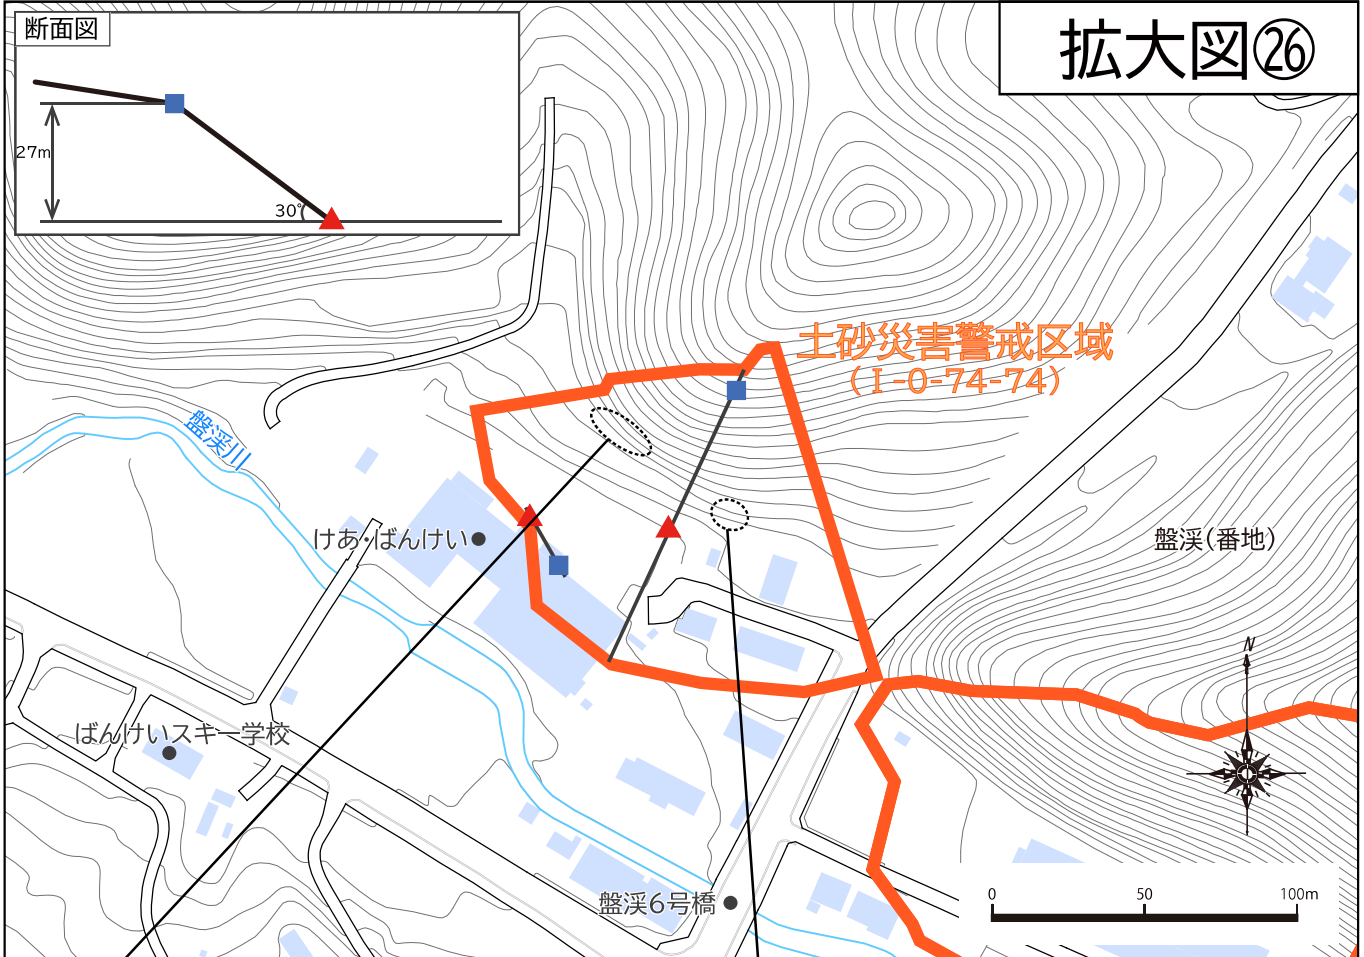 断面図
拡大図㉖
27m
30°
土砂災害警戒区域
（Ⅰ-0-74-74）
盤渓川
けあ・ばんけい
盤渓（番地）
N
ばんけいスキー学校
盤渓6号橋
0 50 100m